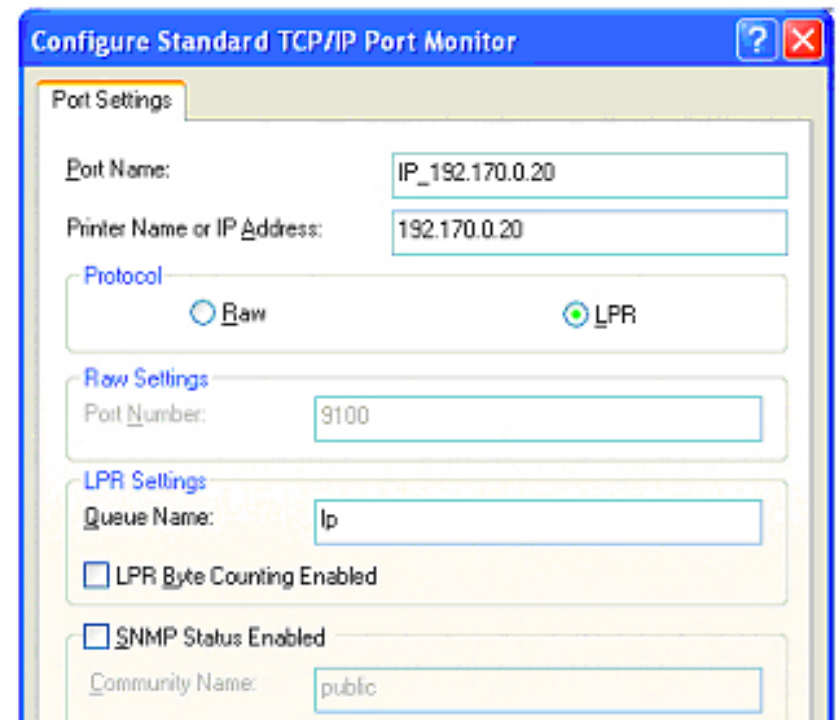 Configure Standard TCP/IP Port Monitor
Port Settings
Port Name: IP_192.170.0.20
Printer Name or IP Address: 192.170.0.20
Protocol
Raw LPR
Raw Settings
Port Number: 9100
LPR Settings
Queue Name: lp
LPR Byte Counting Enabled
SNMP Status Enabled
Community Name: public